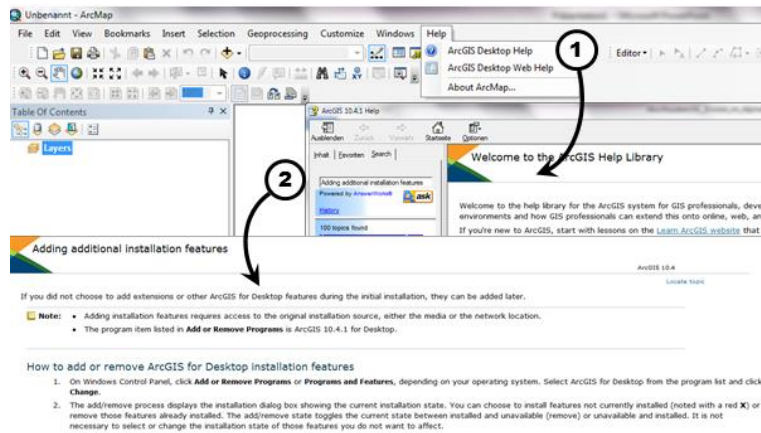 Unbenannt - ArcMap
File Edit View Bookmarks Insert Selection Geoprocessing Customize Windows Help
ArcGIS Desktop Help
ArcGIS Desktop Web Help
About ArcMap...
1
Editor
Table Of Contents
Layers
2
ArcGIS 10.4.1 Help
Ausblenden Zurück Vorwärts Startseite Optionen
Inhalt Favoriten Search
Adding additional installation features
Powered by AnswerWorks®
ask
History
100 topics found
Welcome to the ArcGIS Help Library
Welcome to the help library for the ArcGIS system for GIS professionals, deve
environments and how GIS professionals can extend this onto online, web, an
If you're new to ArcGIS, start with lessons on the Learn ArcGIS website that
Adding additional installation features
ArcGIS 10.4
Locate topic
If you did not choose to add extensions or other ArcGIS for Desktop features during the initial installation, they can be added later.
Note: • Adding installation features requires access to the original installation source, either the media or the network location.
• The program item listed in Add or Remove Programs is ArcGIS 10.4.1 for Desktop.
How to add or remove ArcGIS for Desktop installation features
1. On Windows Control Panel, click Add or Remove Programs or Programs and Features, depending on your operating system. Select ArcGIS for Desktop from the program list and click
Change.
2. The add/remove process displays the installation dialog box showing the current installation state. You can choose to install features not currently installed (noted with a red X) or
remove those features already installed. The add/remove state toggles the current state between installed and unavailable (remove) or unavailable and installed. It is not
necessary to select or change the installation state of those features you do not want to affect.